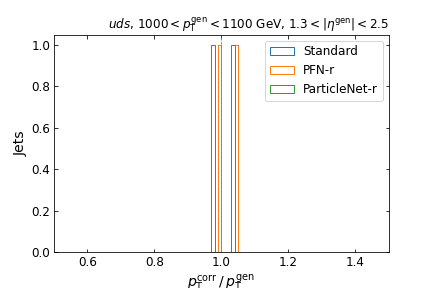 uds, 1000 < p_T^gen < 1100 GeV, 1.3 < |η^gen| < 2.5
Standard
PFN-r
ParticleNet-r
Jets
1.0
0.8
0.6
0.4
0.2
0.0
0.6 0.8 1.0 1.2 1.4
p_T^corr / p_T^gen